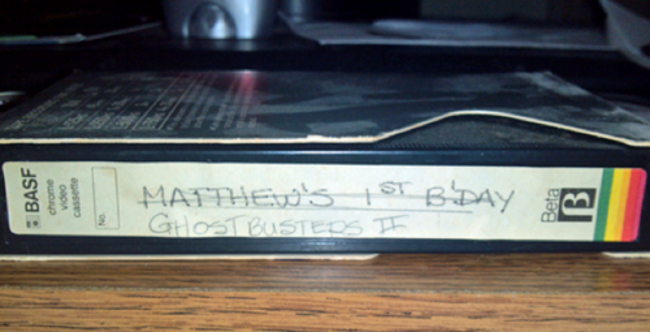 BASF
chrome
video
cassette
No.
MATTHEW'S 1ST B'DAY
GHOSTBUSTERS II
Beta
B